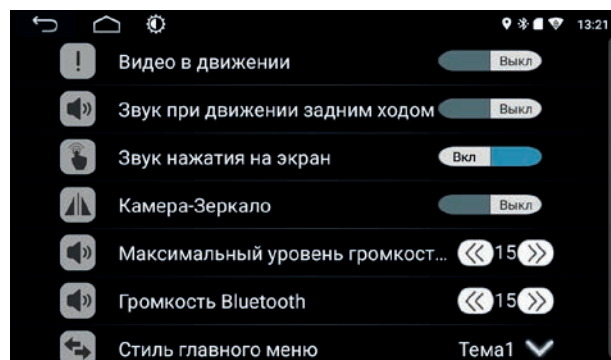 13:21
Видео в движении Выкл
Звук при движении задним ходом Выкл
Звук нажатия на экран Вкл
Камера-Зеркало Выкл
Максимальный уровень громкост... 15
Громкость Bluetooth 15
Стиль главного меню Тема1